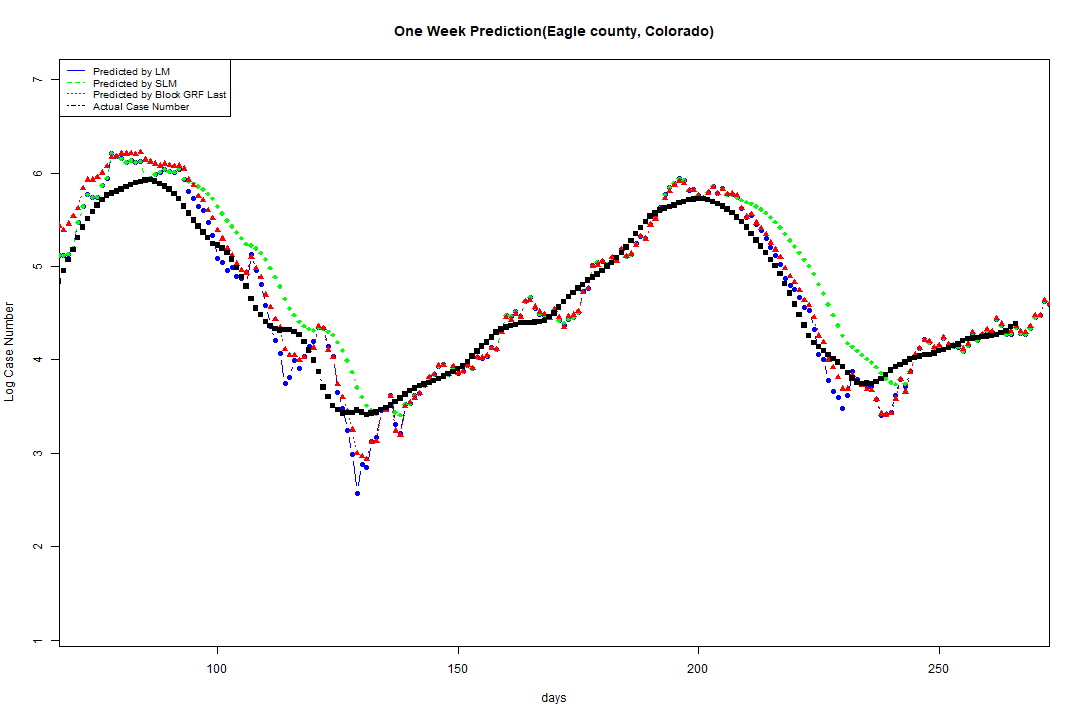 One Week Prediction(Eagle county, Colorado)
Predicted by LM
Predicted by SLM
Predicted by Block GRF Last
Actual Case Number
7
6
5
4
3
2
1
Log Case Number
100 150 200 250
days